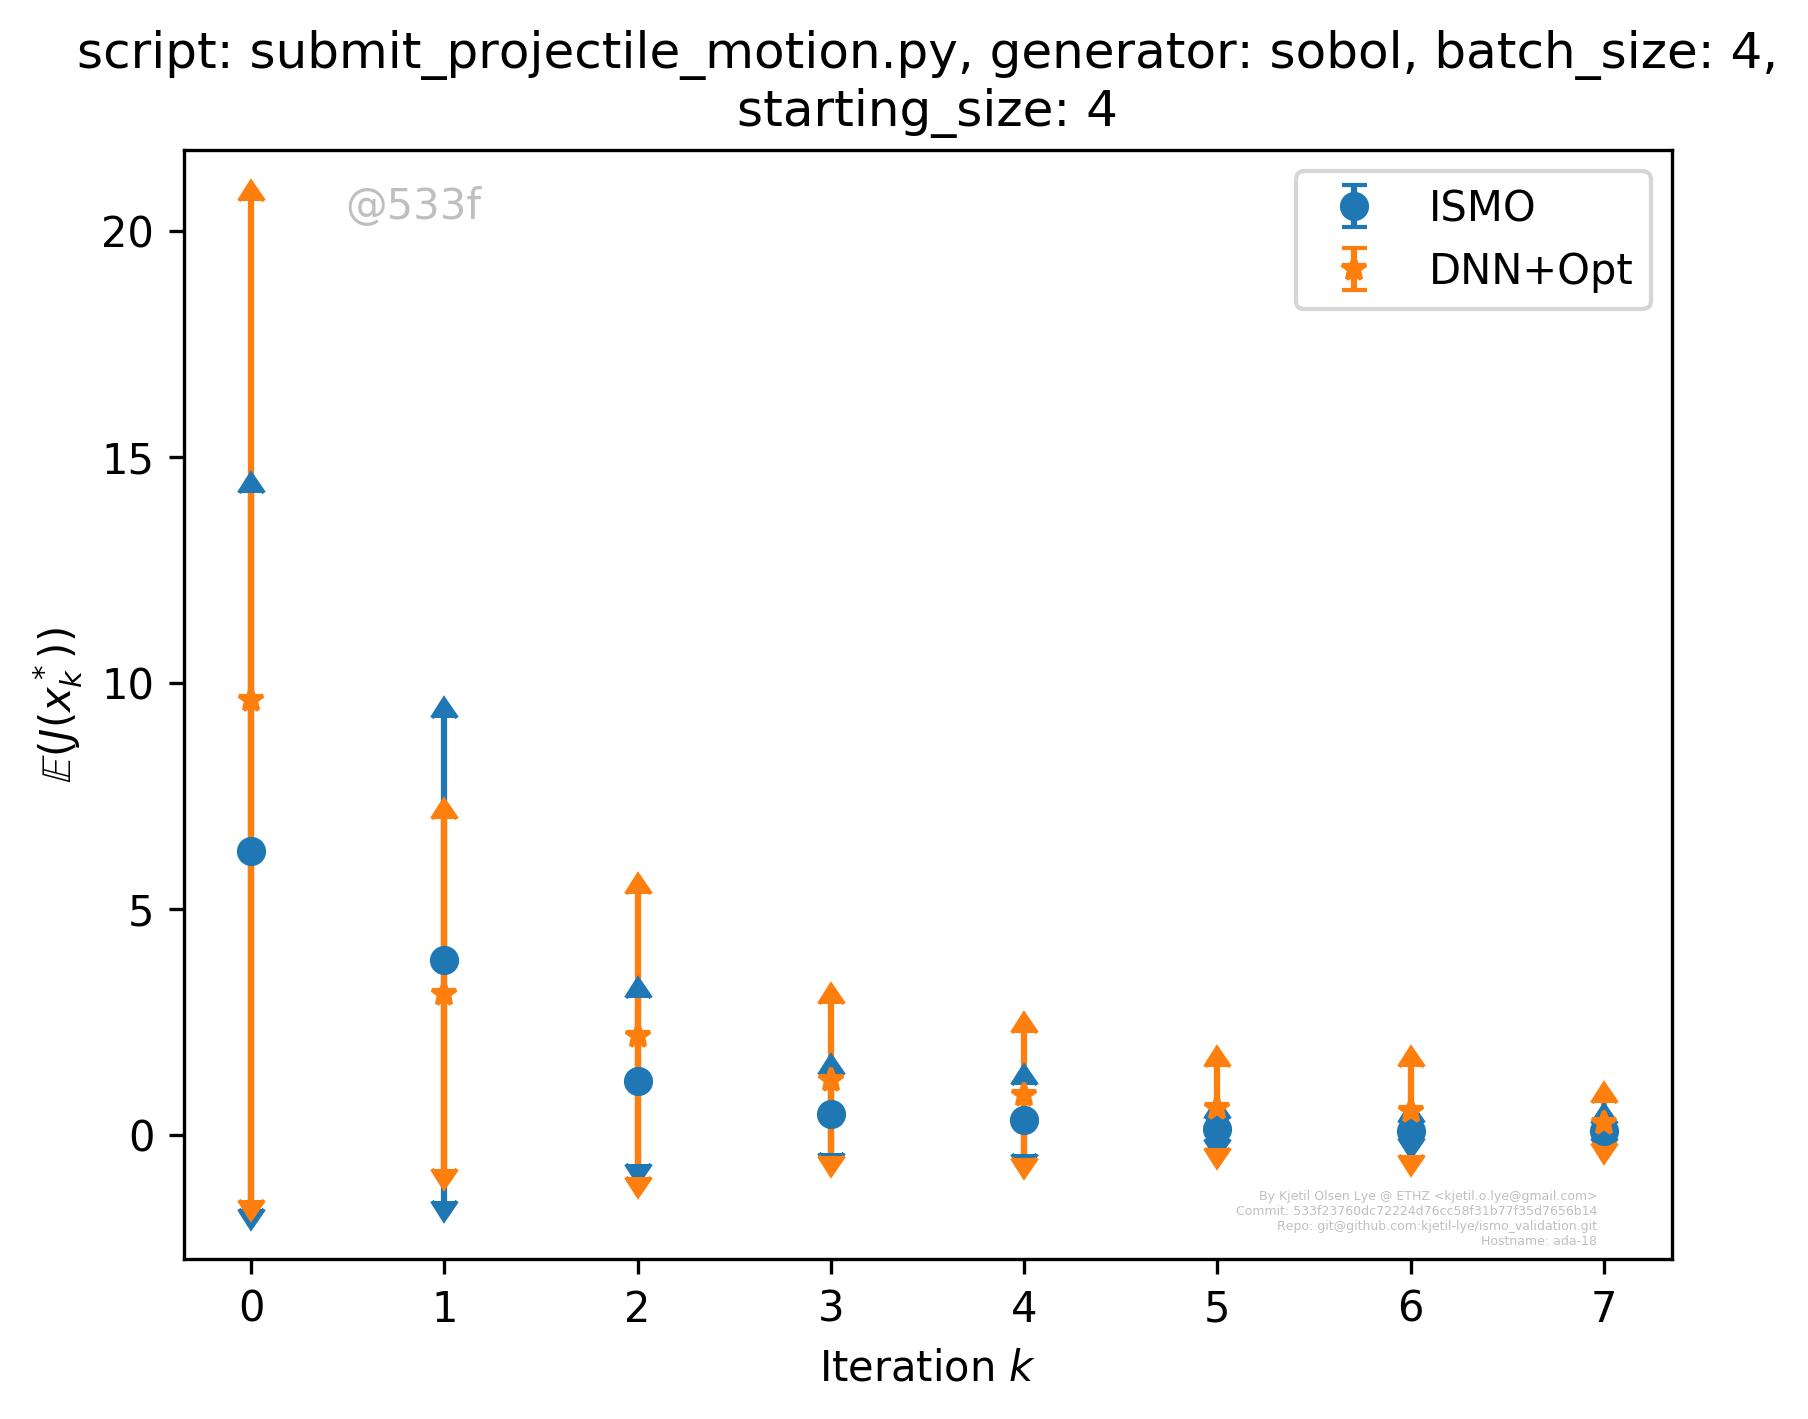 script: submit_projectile_motion.py, generator: sobol, batch_size: 4,
starting_size: 4
@533f
ISMO
DNN+Opt
20
15
10
5
0
𝔼(J(x*k))
0 1 2 3 4 5 6 7
Iteration k
By Kjetil Olsen Lye @ ETHZ <kjetil.o.lye@gmail.com>
Commit: 533f23760dc72224d76cc58f31b77f35d7656b14
Repo: git@github.com:kjetil-lye/ismo_validation.git
Hostname: ada-18